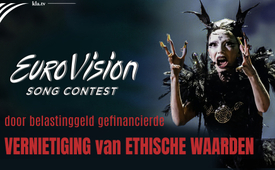 kla.tv
EUROVISION
SONG CONTEST
door belastinggeld gefinancierde
VERNIETIGING van ETHISCHE WAARDEN